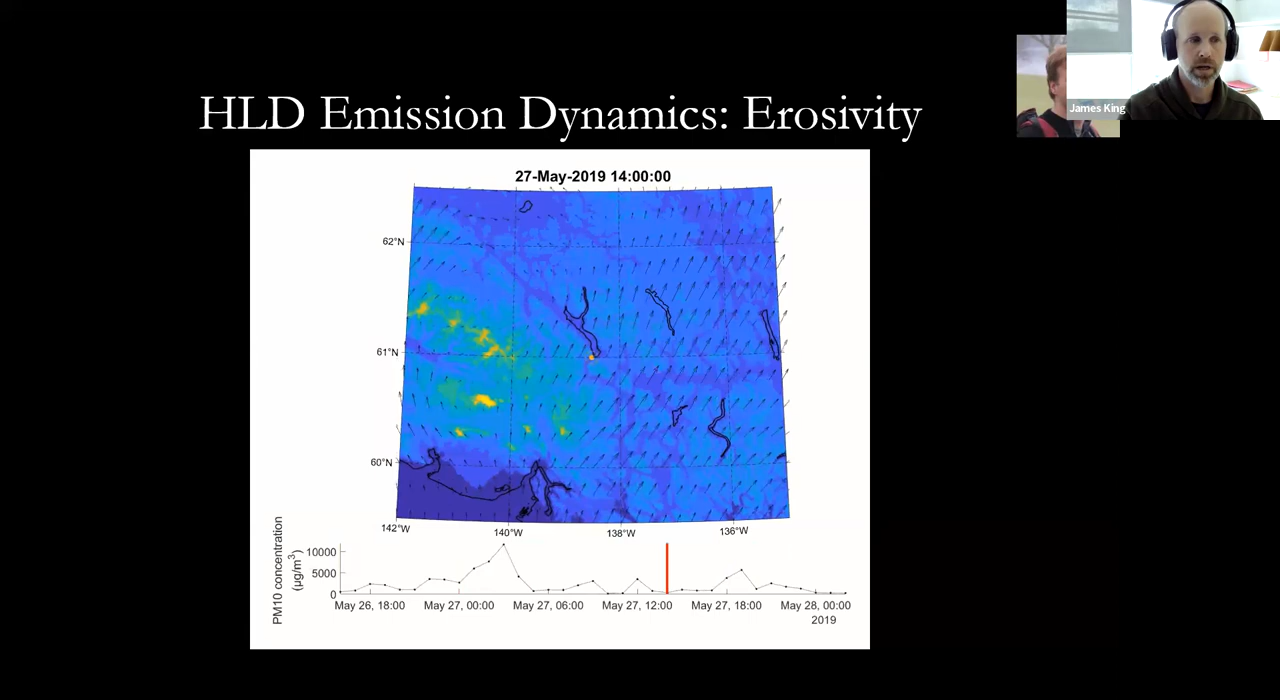 HLD Emission Dynamics: Erosivity
James King
27-May-2019 14:00:00
62°N
61°N
60°N
142°W
140°W
138°W
136°W
PM10 concentration
(µg/m³)
10000
5000
0
May 26, 18:00
May 27, 00:00
May 27, 06:00
May 27, 12:00
May 27, 18:00
May 28, 00:00
2019